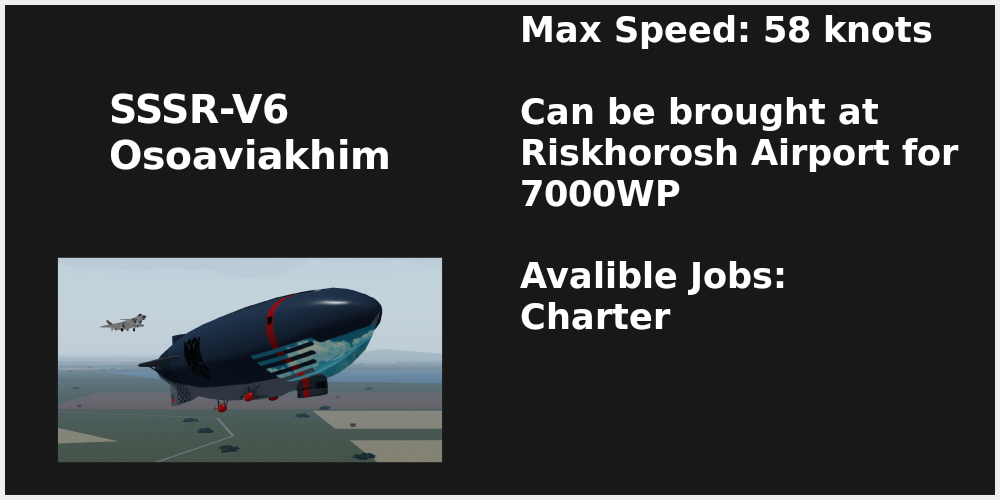 SSSR-V6
Osoaviakhim
Max Speed: 58 knots
Can be brought at
Riskhorosh Airport for
7000WP
Avalible Jobs:
Charter